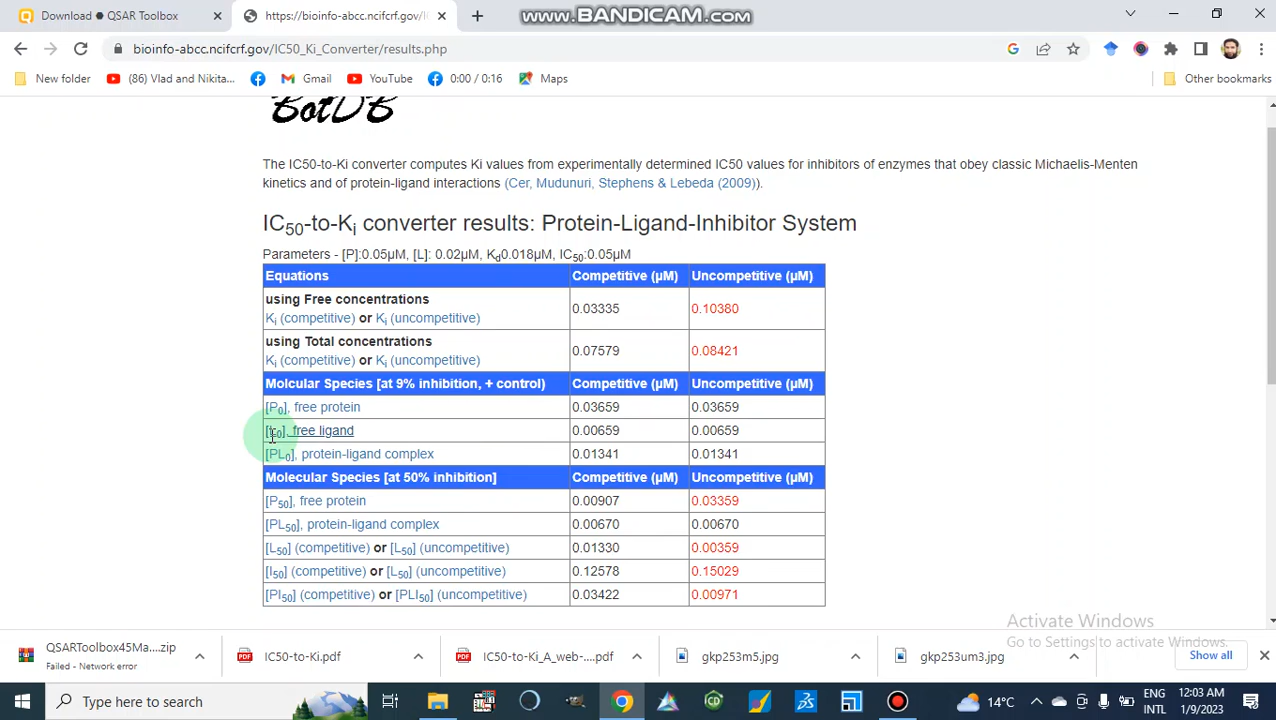 Download ● QSAR Toolbox
https://bioinfo-abcc.ncifcrf.gov/I
www.BANDICAM.com
bioinfo-abcc.ncifcrf.gov/IC50_Ki_Converter/results.php
New folder
(86) Vlad and Nikita...
Gmail
YouTube
0:00 / 0:16
Maps
Other bookmarks
BotDB
The IC50-to-Ki converter computes Ki values from experimentally determined IC50 values for inhibitors of enzymes that obey classic Michaelis-Menten
kinetics and of protein-ligand interactions (Cer, Mudunuri, Stephens & Lebeda (2009)).
IC50-to-Ki converter results: Protein-Ligand-Inhibitor System
Parameters - [P]:0.05µM, [L]: 0.02µM, Kd0.018µM, IC50:0.05µM
Equations Competitive (µM) Uncompetitive (µM)
using Free concentrations
Ki (competitive) or Ki (uncompetitive) 0.03335 0.10380
using Total concentrations
Ki (competitive) or Ki (uncompetitive) 0.07579 0.08421
Molcular Species [at 9% inhibition, + control) Competitive (µM) Uncompetitive (µM)
[P0], free protein 0.03659 0.03659
[L0], free ligand 0.00659 0.00659
[PL0], protein-ligand complex 0.01341 0.01341
Molecular Species [at 50% inhibition] Competitive (µM) Uncompetitive (µM)
[P50], free protein 0.00907 0.03359
[PL50], protein-ligand complex 0.00670 0.00670
[L50] (competitive) or [L50] (uncompetitive) 0.01330 0.00359
[I50] (competitive) or [L50] (uncompetitive) 0.12578 0.15029
[PI50] (competitive) or [PLI50] (uncompetitive) 0.03422 0.00971
Activate Windows
Go to Settings to activate Windows.
QSARToolbox45Ma....zip
Failed - Network error
IC50-to-Ki.pdf
IC50-to-Ki_A_web-....pdf
gkp253m5.jpg
gkp253um3.jpg
Show all
Type here to search
14°C
ENG
INTL
12:03 AM
1/9/2023